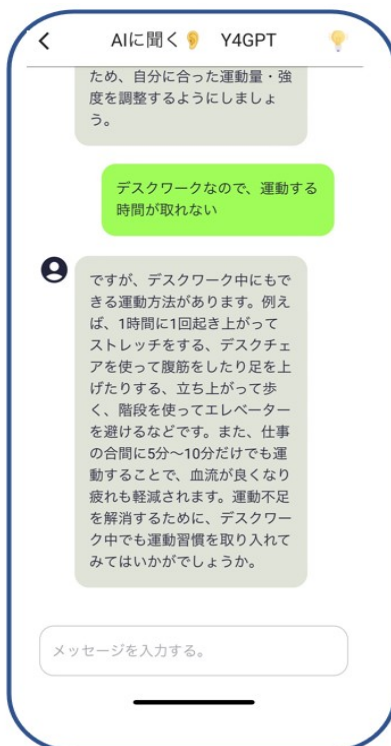 AIに聞く👂 Y4GPT
ため、自分に合った運動量・強
度を調整するようにしましょ
う。
デスクワークなので、運動する
時間が取れない
ですが、デスクワーク中にもで
きる運動方法があります。例え
ば、1時間に1回起き上がって
ストレッチをする、デスクチェ
アを使って腹筋をしたり足を上
げたりする、立ち上がって歩
く、階段を使ってエレベーター
を避けるなどです。また、仕事
の合間に5分〜10分だけでも運
動することで、血流が良くなり
疲れも軽減されます。運動不足
を解消するために、デスクワー
ク中でも運動習慣を取り入れて
みてはいかがでしょうか。
メッセージを入力する。